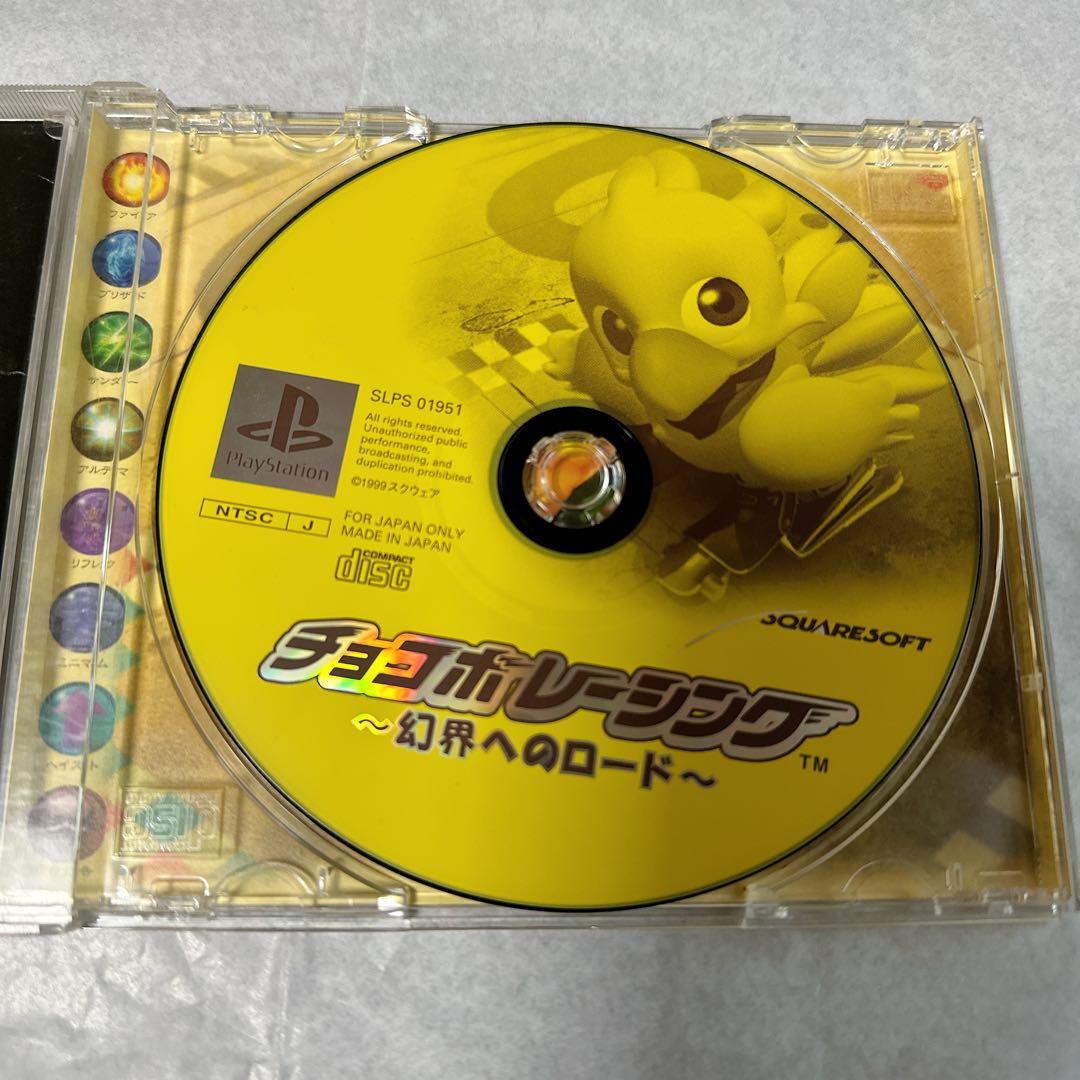 ファイア
ブリザド
サンダー
アルテマ
リフレク
ミニマム
ヘイスト
PlayStation
SLPS 01951
All rights reserved.
Unauthorized public
performance,
broadcasting, and
duplication prohibited.
©1999 スクウェア
NTSC J
FOR JAPAN ONLY
MADE IN JAPAN
COMPACT
disc
SQUARESOFT
チョコボレーシング
TM
～幻界へのロード～